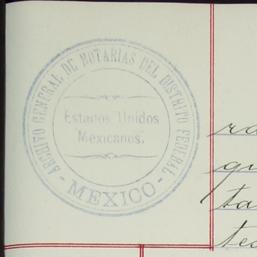 ARCHIVO GENERAL DE NOTARIAS DEL DISTRITO FEDERAL
Estados Unidos
Mexicanos.
- MEXICO -